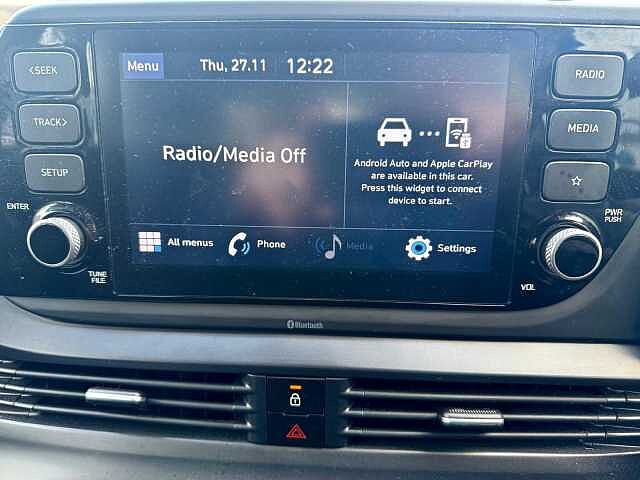 <SEEK
TRACK>
SETUP
ENTER
TUNE
FILE
Menu
Thu, 27.11
12:22
Radio/Media Off
Android Auto and Apple CarPlay
are available in this car.
Press this widget to connect
device to start.
All menus
Phone
Media
Settings
RADIO
MEDIA
PWR
PUSH
VOL
Bluetooth